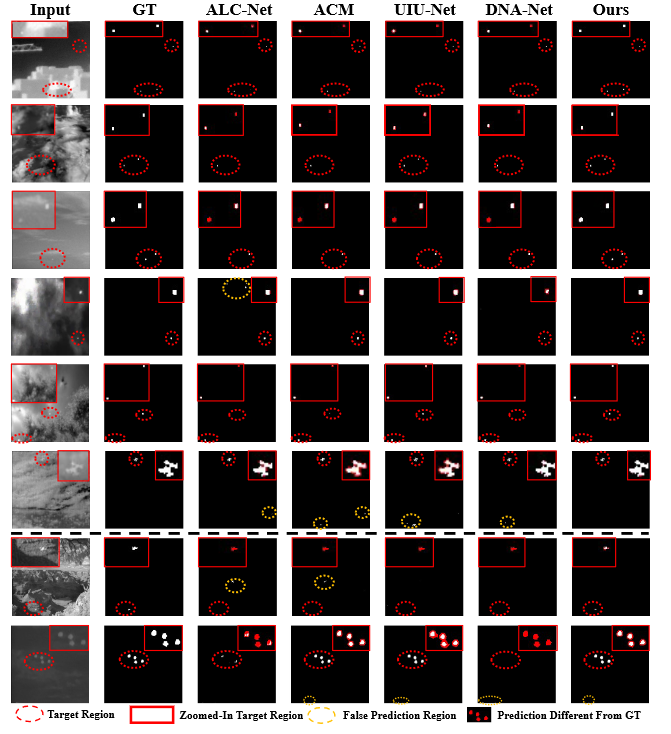 Input GT ALC-Net ACM UIU-Net DNA-Net Ours
Target Region Zoomed-In Target Region False Prediction Region Prediction Different From GT